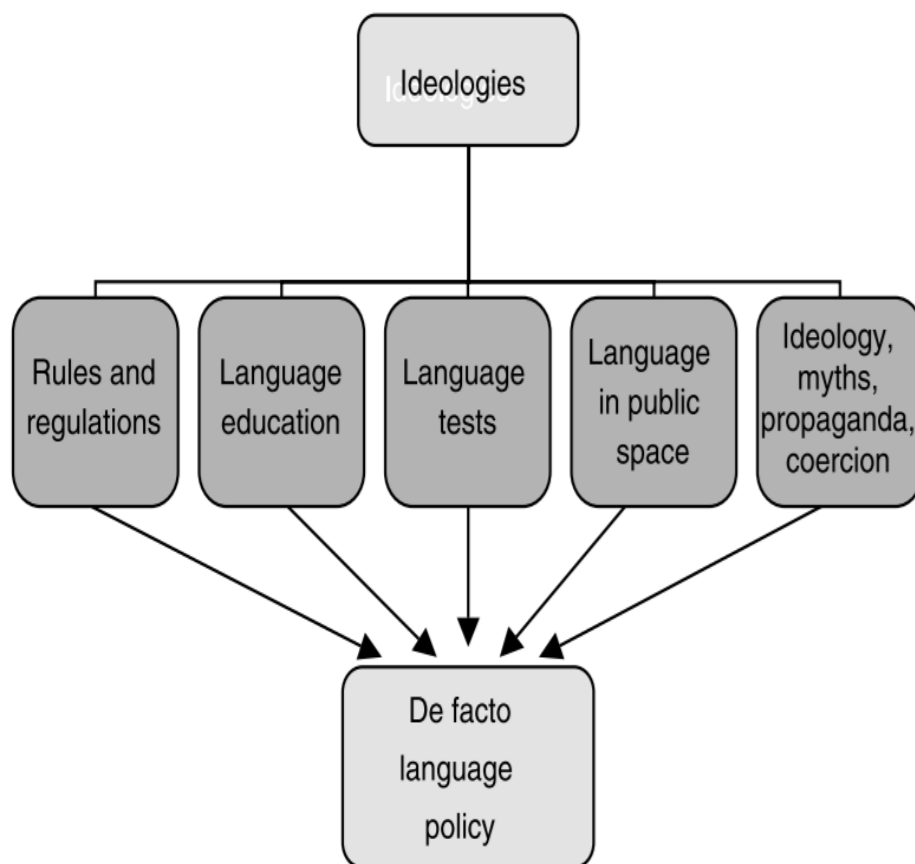 Ideologies
Rules and
regulations
Language
education
Language
tests
Language
in public
space
Ideology,
myths,
propaganda,
coercion
De facto
language
policy